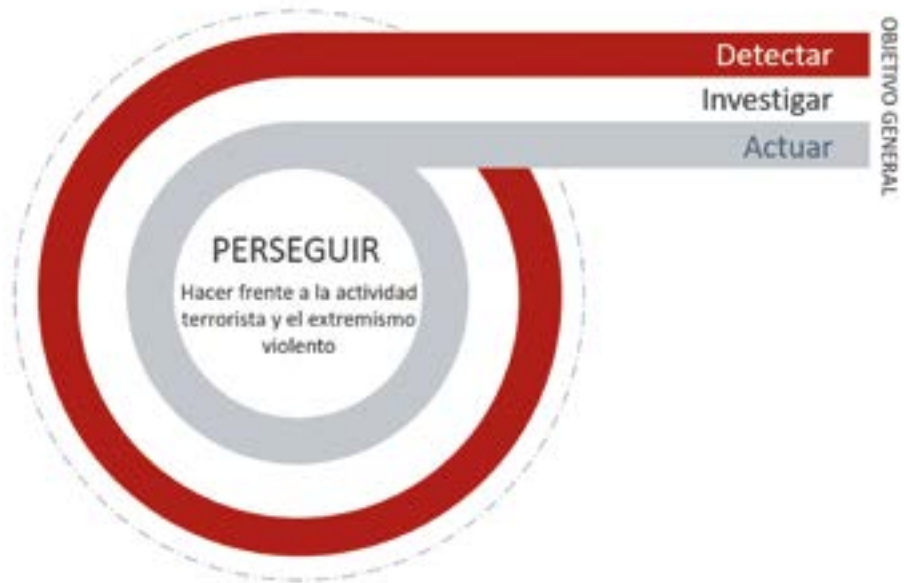 Detectar
Investigar
Actuar
OBJETIVO GENERAL
PERSEGUIR
Hacer frente a la actividad
terrorista y el extremismo
violento